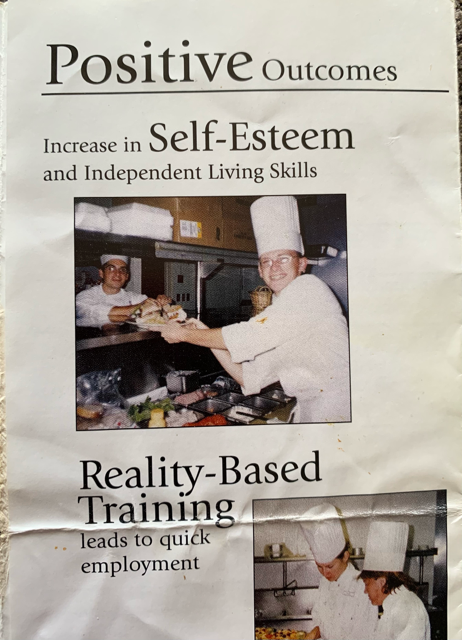 Positive Outcomes
Increase in Self-Esteem
and Independent Living Skills
Reality-Based
Training
leads to quick
employment